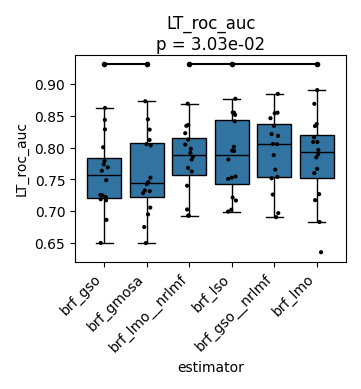 LT_roc_auc
p = 3.03e-02
LT_roc_auc
0.90
0.85
0.80
0.75
0.70
0.65
brf_gso
brf_gmosa
brf_lmo__nrlmf
brf_lso
brf_gso__nrlmf
brf_lmo
estimator